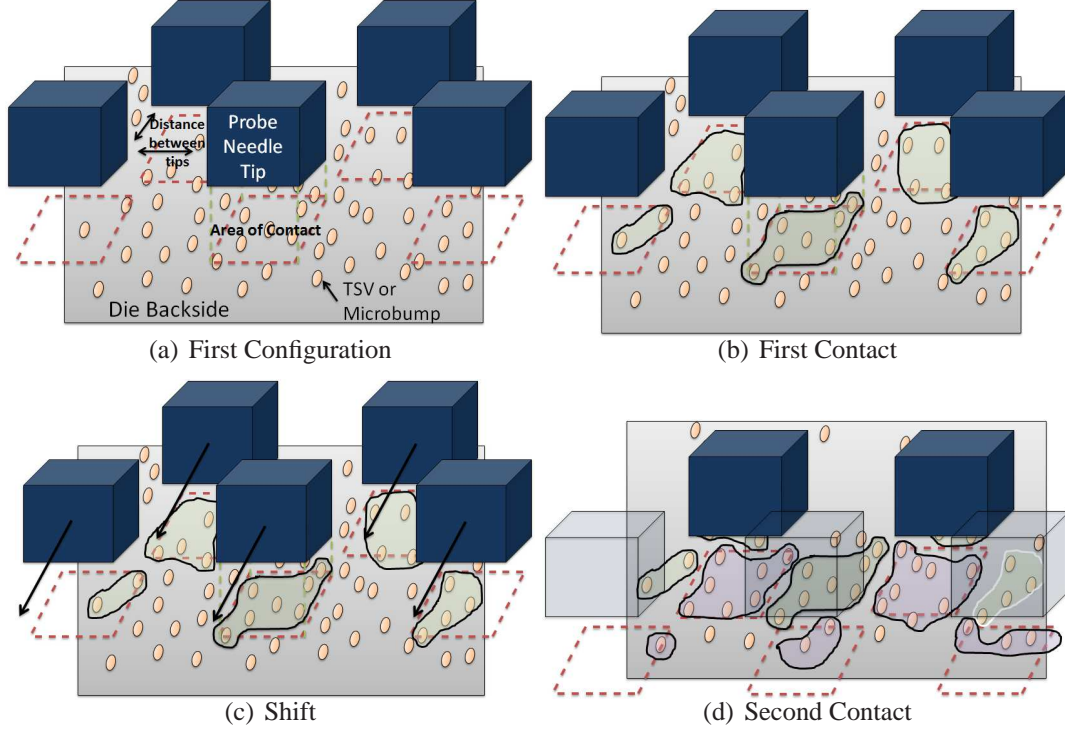 Distance
between
tips
Probe
Needle
Tip
Area of Contact
TSV or
Microbump
Die Backside
(a) First Configuration
(b) First Contact
(c) Shift
(d) Second Contact